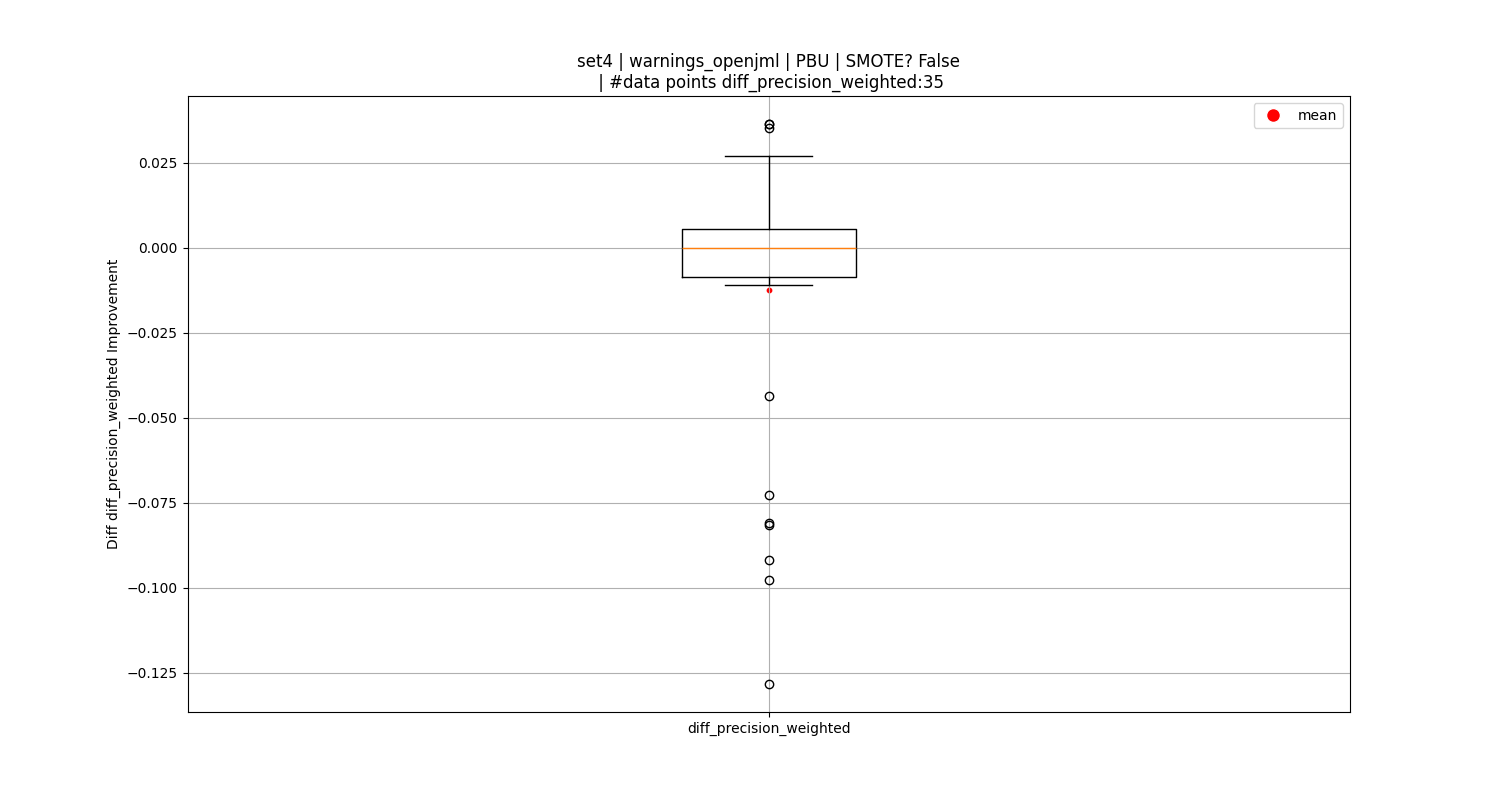 set4 | warnings_openjml | PBU | SMOTE? False
| #data points diff_precision_weighted:35
mean
0.025
0.000
−0.025
−0.050
−0.075
−0.100
−0.125
Diff diff_precision_weighted Improvement
diff_precision_weighted